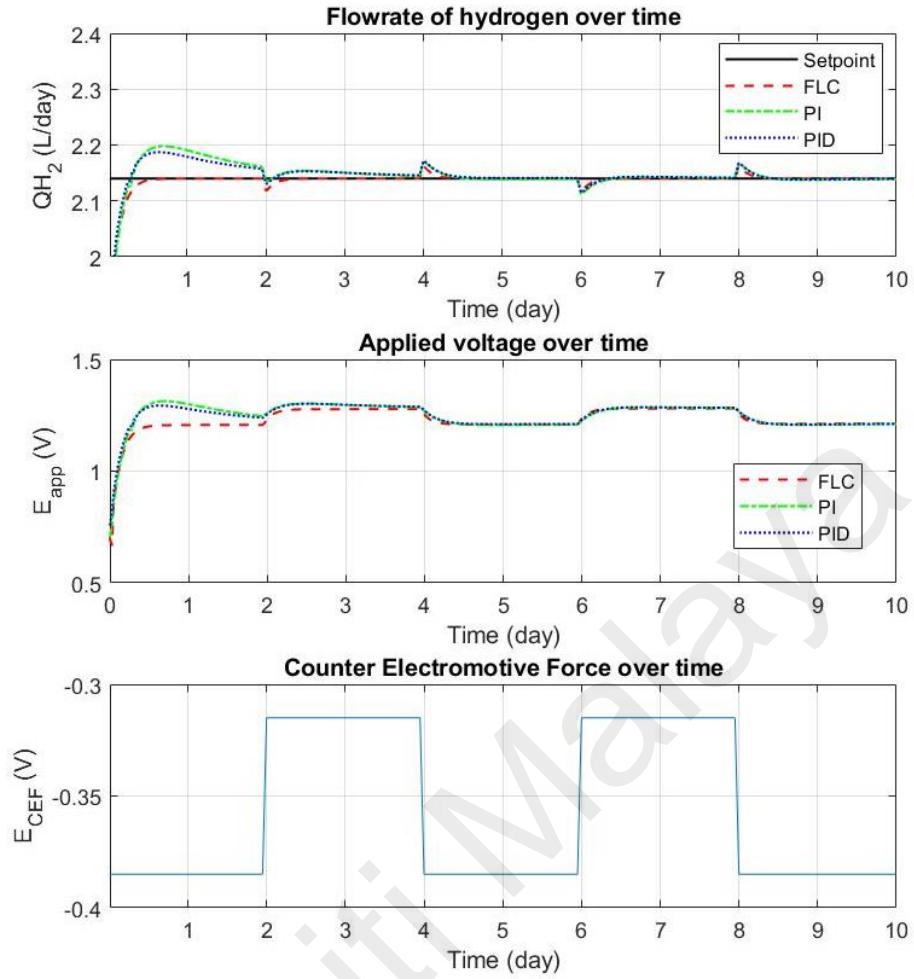 Flowrate of hydrogen over time
QH₂ (L/day)
2.4
2.3
2.2
2.1
2
Setpoint
FLC
PI
PID
1 2 3 4 5 6 7 8 9 10
Time (day)
Applied voltage over time
E_app (V)
1.5
1
0.5
FLC
PI
PID
0 1 2 3 4 5 6 7 8 9 10
Time (day)
Counter Electromotive Force over time
E_CEF (V)
-0.3
-0.35
-0.4
1 2 3 4 5 6 7 8 9 10
Time (day)
iti Malaya